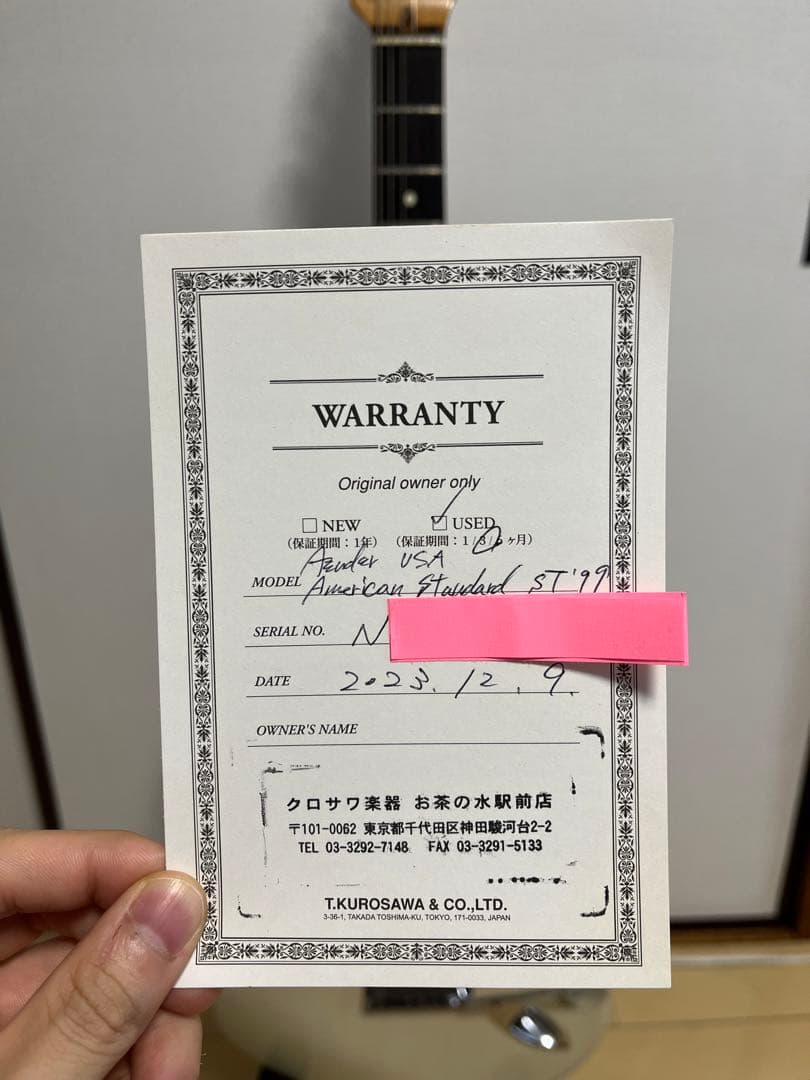 WARRANTY
Original owner only
□ NEW ☑ USED
(保証期間：1年) (保証期間：1/3/6ヶ月)
Fender USA
MODEL American Standard ST '99
SERIAL NO. N
DATE 2023.12.9.
OWNER'S NAME
クロサワ楽器 お茶の水駅前店
〒101-0062 東京都千代田区神田駿河台2-2
TEL 03-3292-7148 FAX 03-3291-5133
T.KUROSAWA & CO.,LTD.
3-36-1, TAKADA TOSHIMA-KU, TOKYO, 171-0033, JAPAN